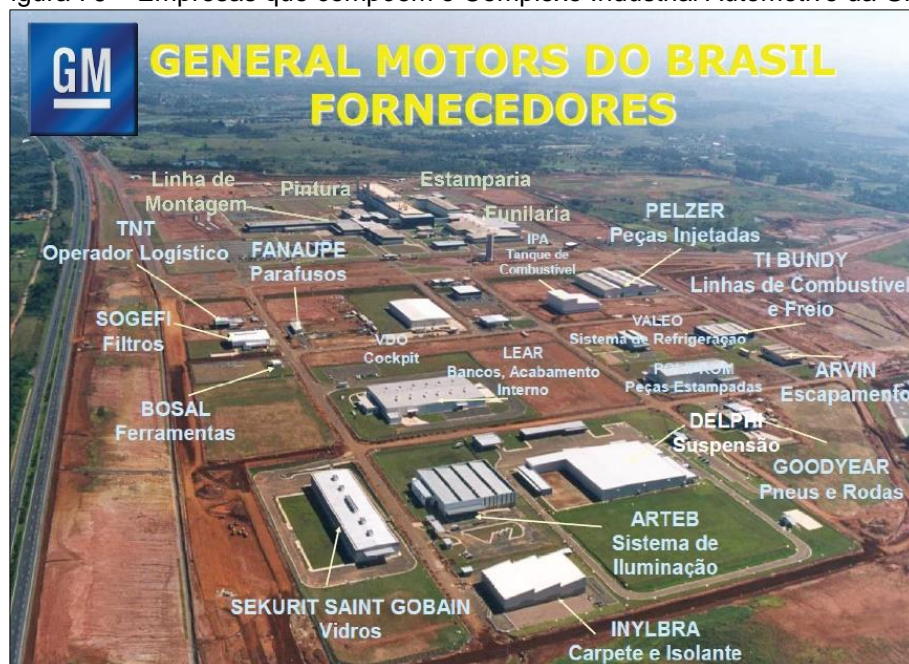 GM
GENERAL MOTORS DO BRASIL
FORNECEDORES
Linha de
Montagem
Pintura
Estamparia
Funilaria
TNT
Operador Logístico
FANAUPE
Parafusos
IPA
Tanque de
Combustível
PELZER
Peças Injetadas
TI BUNDY
Linhas de Combustível
e Freio
SOGEFI
Filtros
VDO
Cockpit
LEAR
Bancos, Acabamento
Interno
VALEO
Sistema de Refrigeração
POLIPROM
Peças Estampadas
ARVIN
Escapamento
BOSAL
Ferramentas
DELPHI
Suspensão
GOODYEAR
Pneus e Rodas
ARTEB
Sistema de
Iluminação
SEKURIT SAINT GOBAIN
Vidros
INYLBRA
Carpete e Isolante